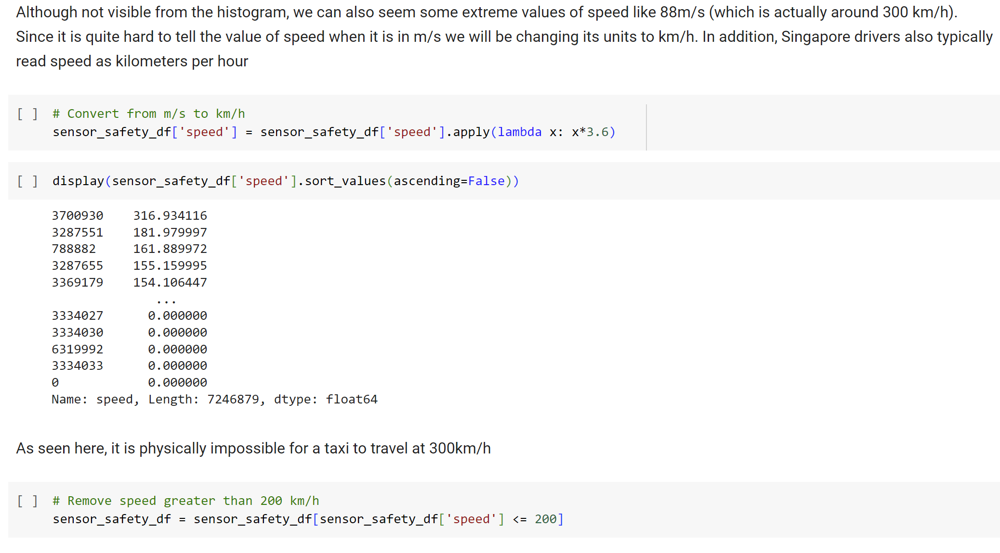 Although not visible from the histogram, we can also seem some extreme values of speed like 88m/s (which is actually around 300 km/h).
Since it is quite hard to tell the value of speed when it is in m/s we will be changing its units to km/h. In addition, Singapore drivers also typically
read speed as kilometers per hour
[ ] # Convert from m/s to km/h
sensor_safety_df['speed'] = sensor_safety_df['speed'].apply(lambda x: x*3.6)
[ ] display(sensor_safety_df['speed'].sort_values(ascending=False))
3700930    316.934116
3287551    181.979997
788882     161.889972
3287655    155.159995
3369179    154.106447
...
3334027      0.000000
3334030      0.000000
6319992      0.000000
3334033      0.000000
0            0.000000
Name: speed, Length: 7246879, dtype: float64
As seen here, it is physically impossible for a taxi to travel at 300km/h
[ ] # Remove speed greater than 200 km/h
sensor_safety_df = sensor_safety_df[sensor_safety_df['speed'] <= 200]